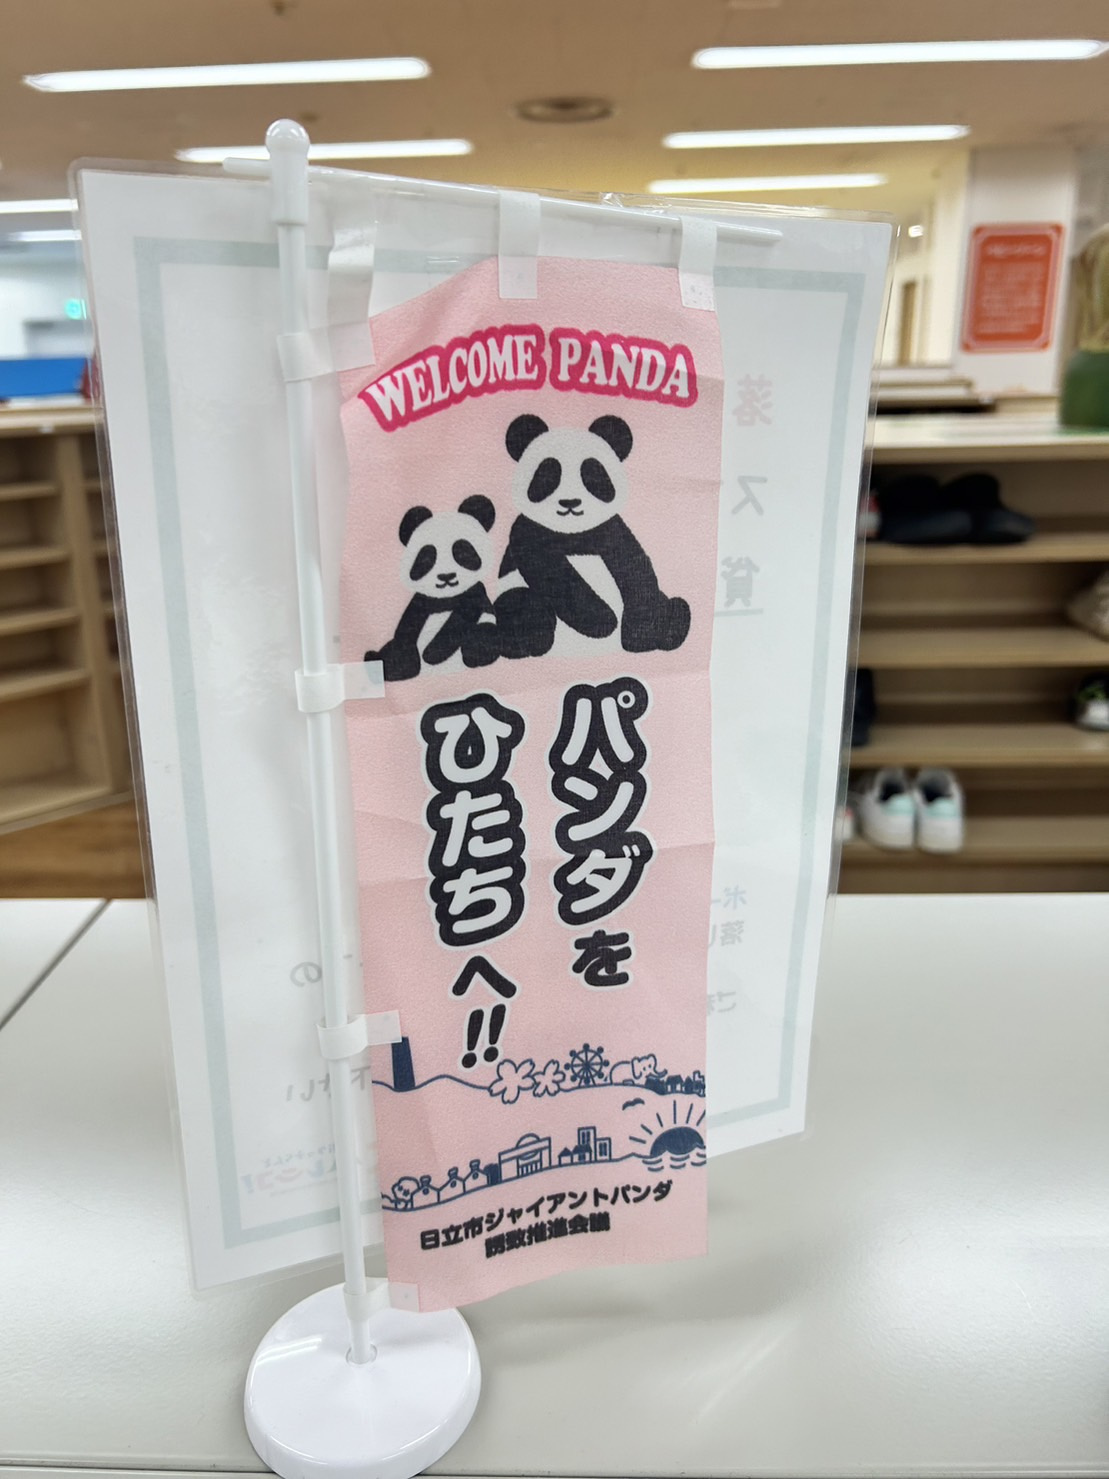 WELCOME PANDA
パンダを
ひたちへ!!
日立市ジャイアントパンダ
誘致推進会議